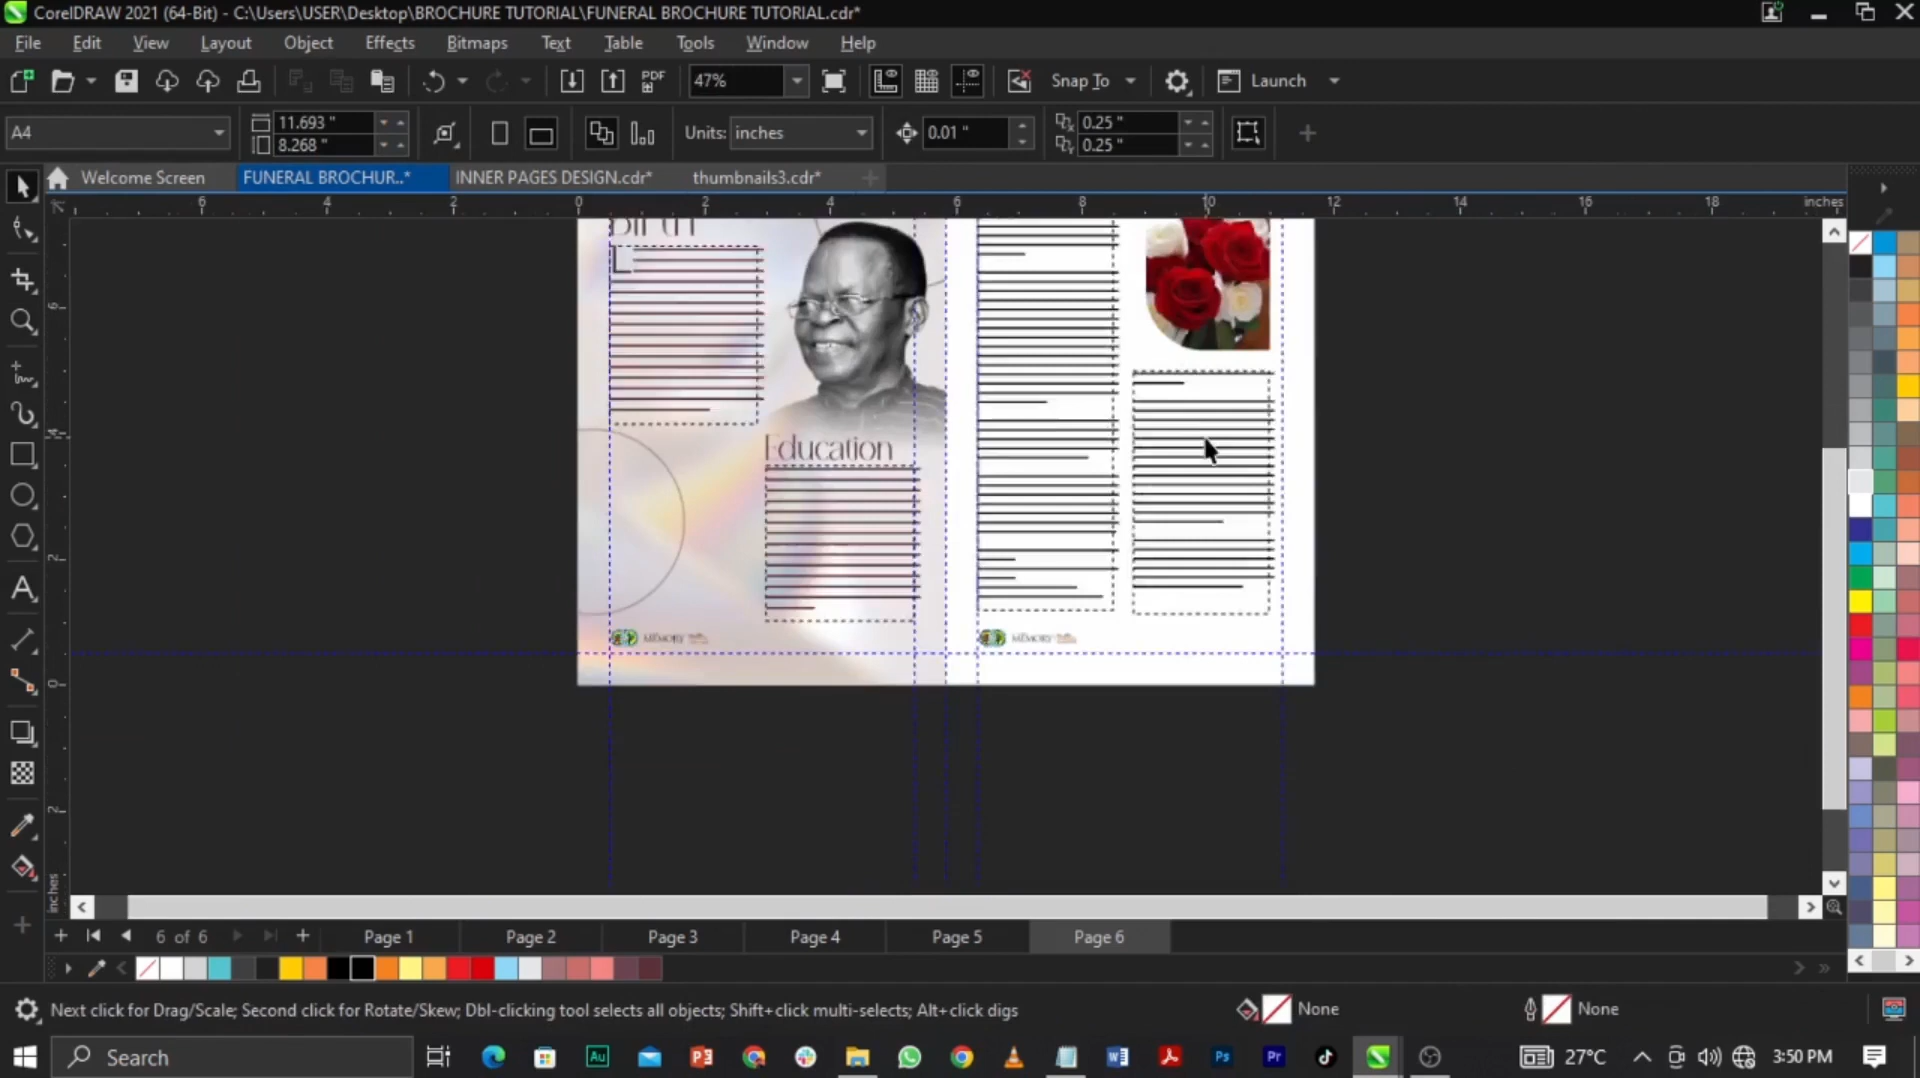 CorelDRAW 2021 (64-Bit) - C:\Users\USER\Desktop\BROCHURE TUTORIAL\FUNERAL BROCHURE TUTORIAL.cdr*
File Edit View Layout Object Effects Bitmaps Text Table Tools Window Help
PDF 47% Snap To Launch
A4 11.693 " 8.268 " Units: inches 0.01 " 0.25 " 0.25 "
Welcome Screen FUNERAL BROCHUR..* INNER PAGES DESIGN.cdr* thumbnails3.cdr*
6 4 2 0 2 4 6 8 10 12 14 16 18 inches
Birth
Education
MEMORY MEMORY
inches
6 of 6 Page 1 Page 2 Page 3 Page 4 Page 5 Page 6
Next click for Drag/Scale; Second click for Rotate/Skew; Dbl-clicking tool selects all objects; Shift+click multi-selects; Alt+click digs None None
Search 27°C 3:50 PM